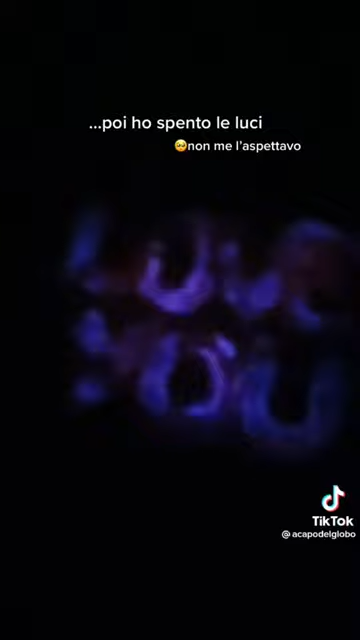 ...poi ho spento le luci
🥺non me l'aspettavo
TikTok
@acapodelglobo